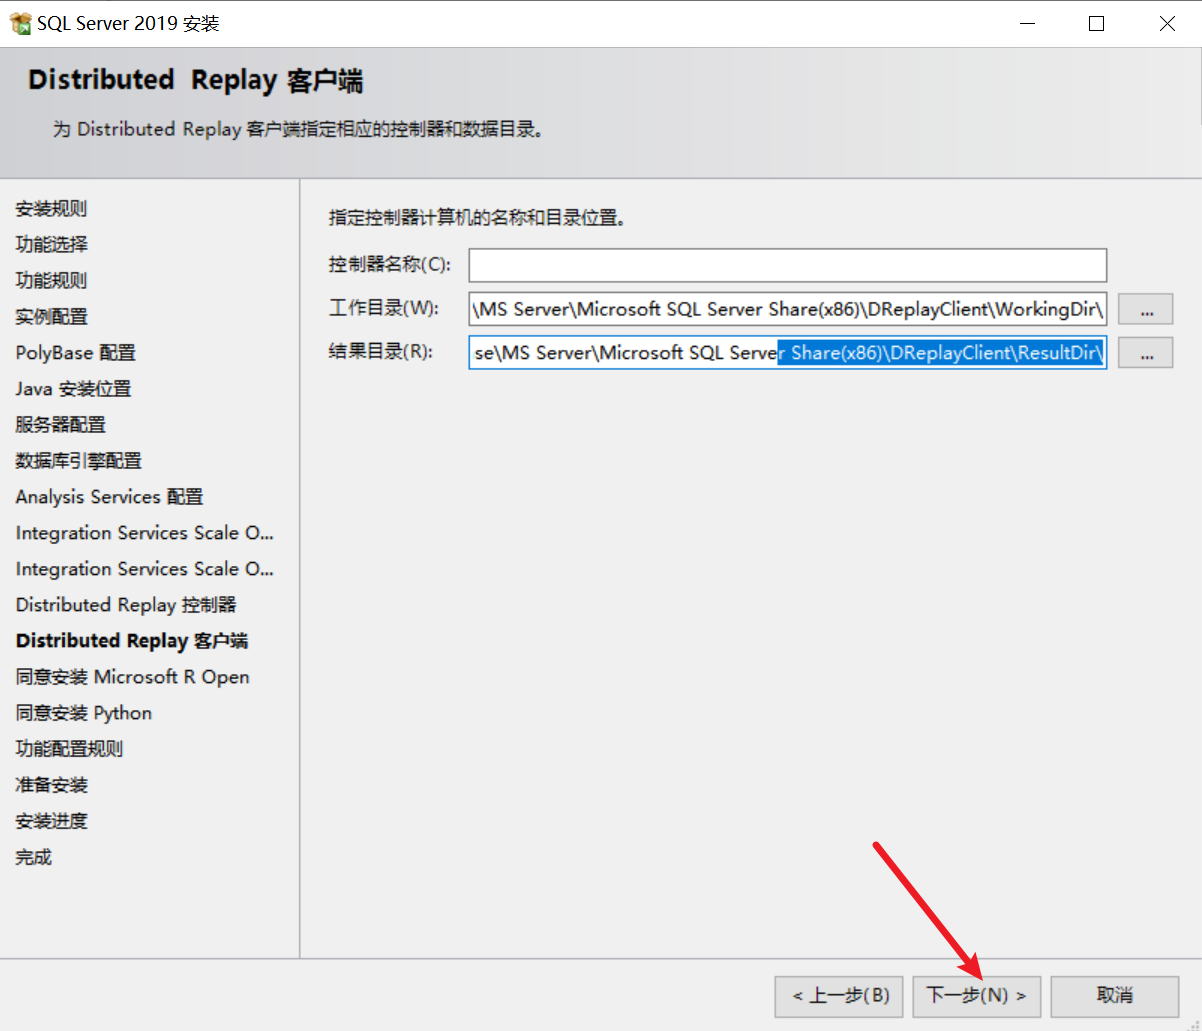 SQL Server 2019 安装
Distributed Replay 客户端
为 Distributed Replay 客户端指定相应的控制器和数据目录。
安装规则
功能选择
功能规则
实例配置
PolyBase 配置
Java 安装位置
服务器配置
数据库引擎配置
Analysis Services 配置
Integration Services Scale O...
Integration Services Scale O...
Distributed Replay 控制器
Distributed Replay 客户端
同意安装 Microsoft R Open
同意安装 Python
功能配置规则
准备安装
安装进度
完成
指定控制器计算机的名称和目录位置。
控制器名称(C):
工作目录(W): \MS Server\Microsoft SQL Server Share(x86)\DReplayClient\WorkingDir\ ...
结果目录(R): se\MS Server\Microsoft SQL Server Share(x86)\DReplayClient\ResultDir\ ...
< 上一步(B) 下一步(N) > 取消